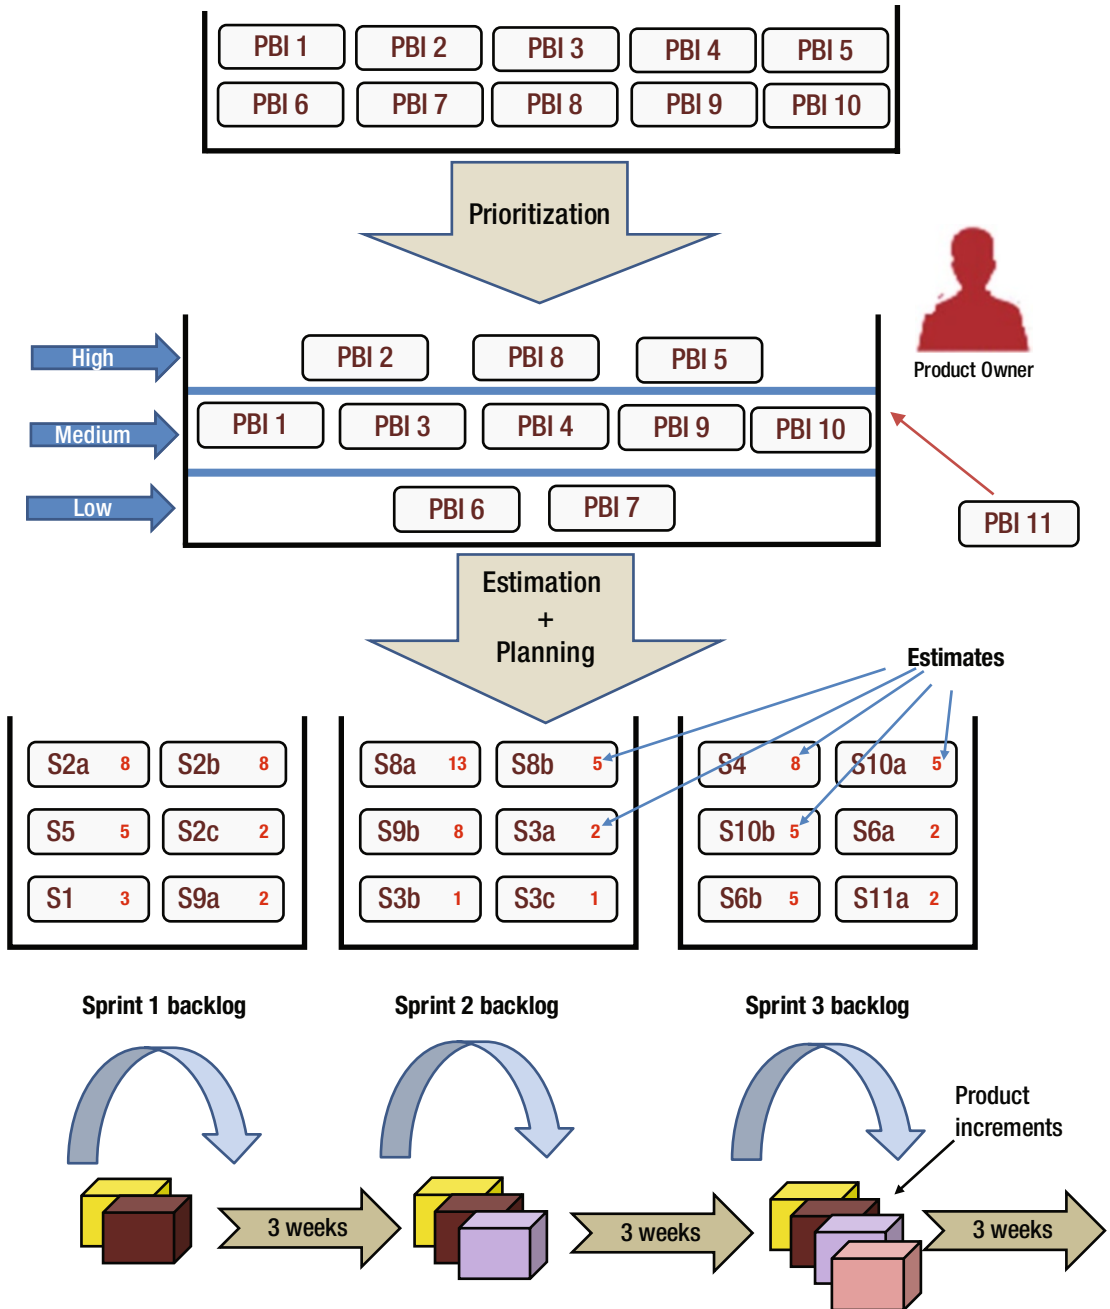 PBI 1 PBI 2 PBI 3 PBI 4 PBI 5
PBI 6 PBI 7 PBI 8 PBI 9 PBI 10
Prioritization
Product Owner
High PBI 2 PBI 8 PBI 5
Medium PBI 1 PBI 3 PBI 4 PBI 9 PBI 10
Low PBI 6 PBI 7
PBI 11
Estimation
+
Planning
Estimates
S2a 8 S2b 8 S8a 13 S8b 5 S4 8 S10a 5
S5 5 S2c 2 S9b 8 S3a 2 S10b 5 S6a 2
S1 3 S9a 2 S3b 1 S3c 1 S6b 5 S11a 2
Sprint 1 backlog Sprint 2 backlog Sprint 3 backlog
Product
increments
3 weeks 3 weeks 3 weeks